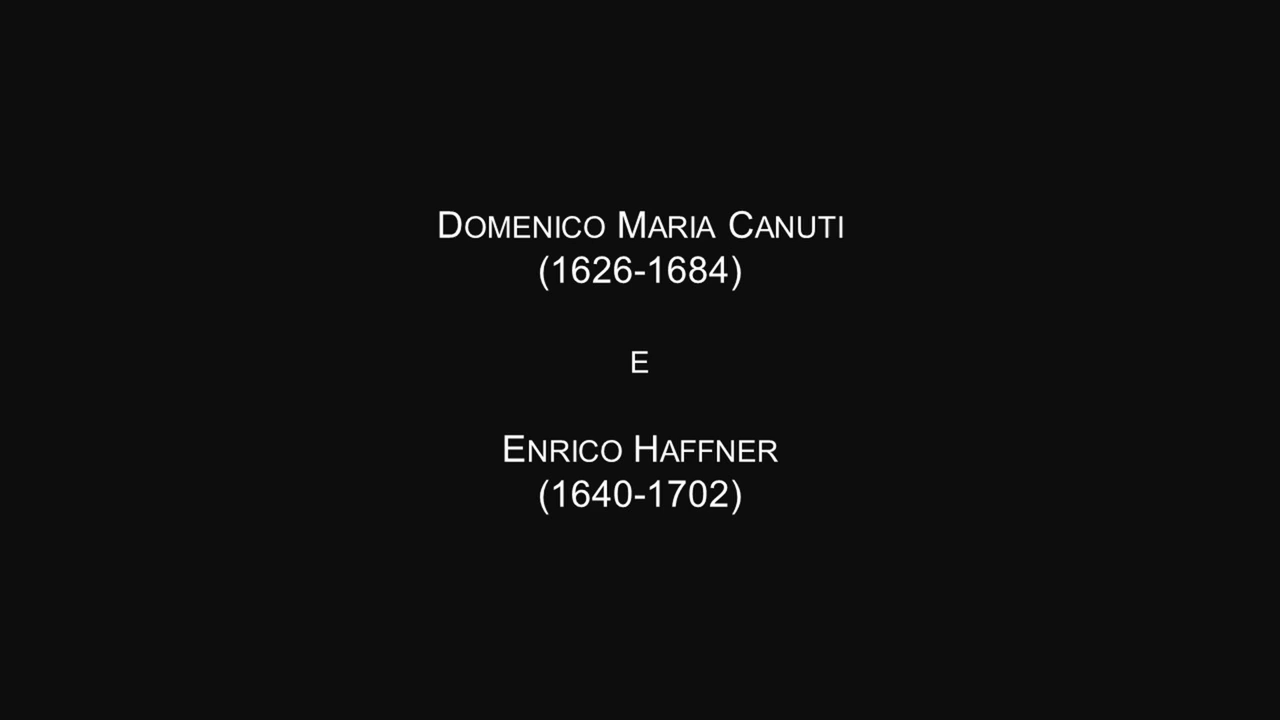 Domenico Maria Canuti
(1626-1684)
E
Enrico Haffner
(1640-1702)